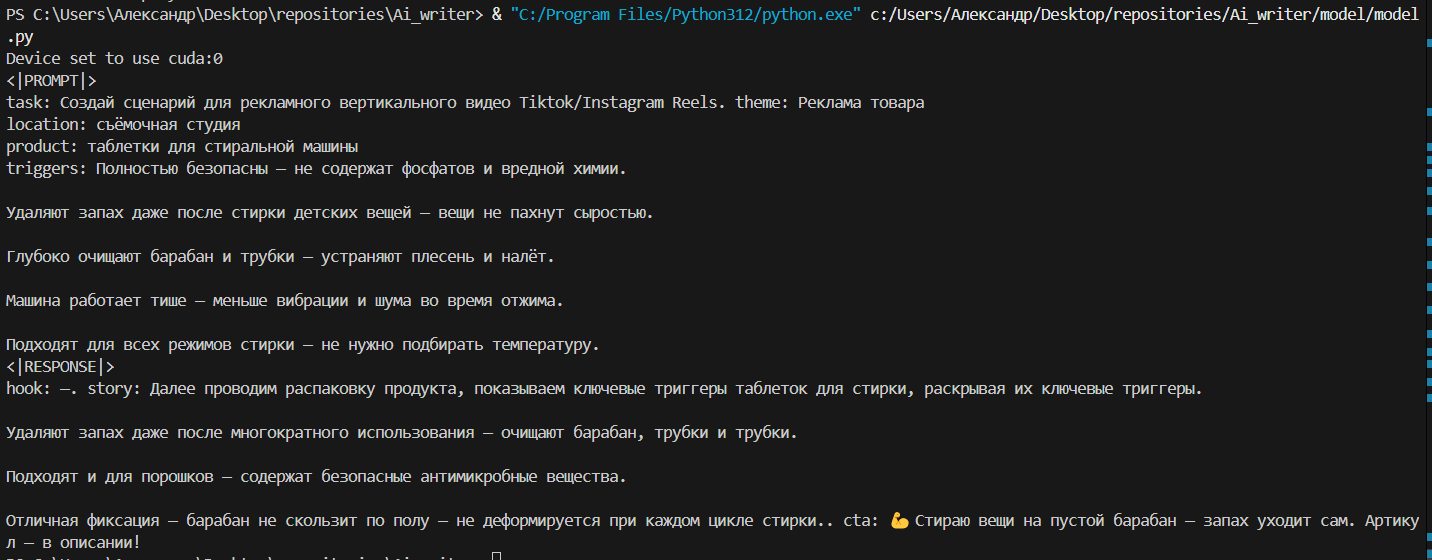 PS C:\Users\Александр\Desktop\repositories\Ai_writer> & "C:/Program Files/Python312/python.exe" c:/Users/Александр/Desktop/repositories/Ai_writer/model/model
.py
Device set to use cuda:0
<|PROMPT|>
task: Создай сценарий для рекламного вертикального видео Tiktok/Instagram Reels. theme: Реклама товара
location: съёмочная студия
product: таблетки для стиральной машины
triggers: Полностью безопасны — не содержат фосфатов и вредной химии.
Удаляют запах даже после стирки детских вещей — вещи не пахнут сыростью.
Глубоко очищают барабан и трубки — устраняют плесень и налёт.
Машина работает тише — меньше вибрации и шума во время отжима.
Подходят для всех режимов стирки — не нужно подбирать температуру.
<|RESPONSE|>
hook: —. story: Далее проводим распаковку продукта, показываем ключевые триггеры таблеток для стирки, раскрывая их ключевые триггеры.
Удаляют запах даже после многократного использования — очищают барабан, трубки и трубки.
Подходят и для порошков — содержат безопасные антимикробные вещества.
Отличная фиксация — барабан не скользит по полу — не деформируется при каждом цикле стирки.. cta: 💪 Стираю вещи на пустой барабан — запах уходит сам. Артику
л — в описании!